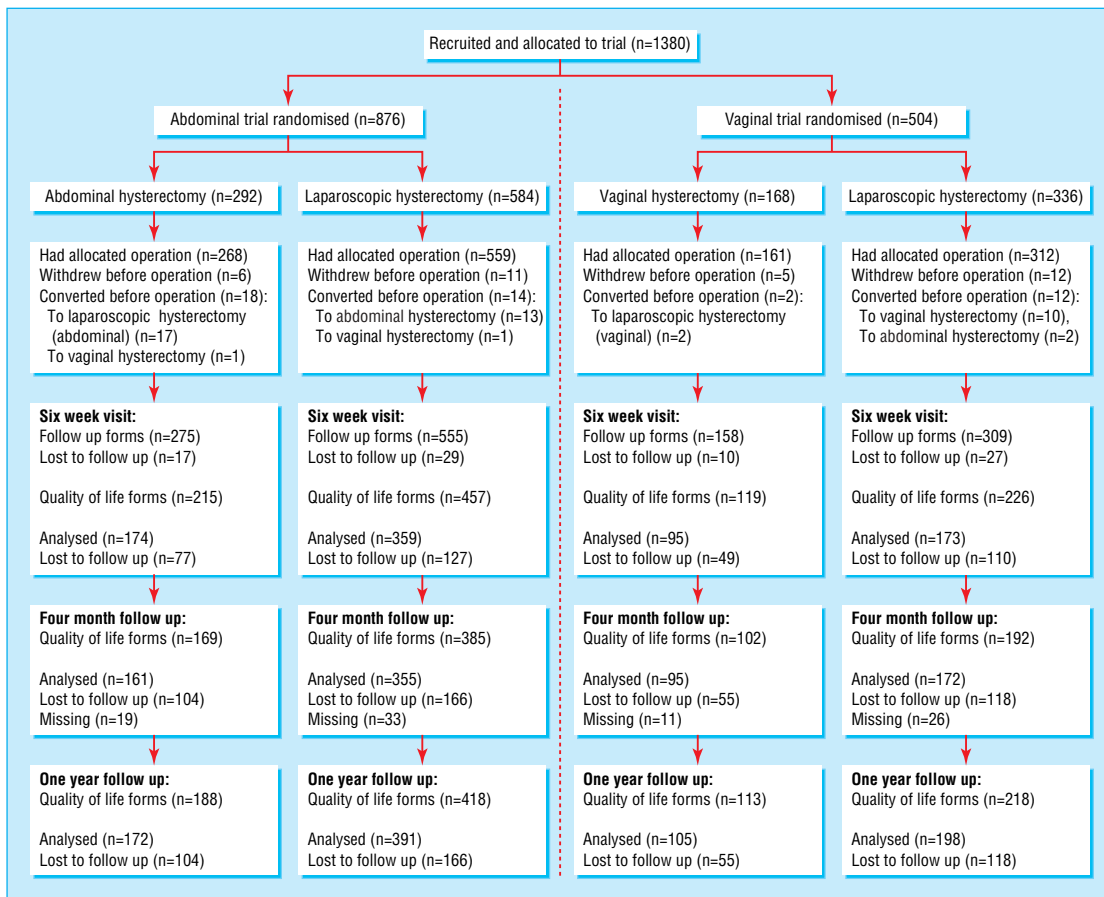 Recruited and allocated to trial (n=1380)
Abdominal trial randomised (n=876)
Vaginal trial randomised (n=504)
Abdominal hysterectomy (n=292)
Laparoscopic hysterectomy (n=584)
Vaginal hysterectomy (n=168)
Laparoscopic hysterectomy (n=336)
Had allocated operation (n=268)
Withdrew before operation (n=6)
Converted before operation (n=18):
To laparoscopic hysterectomy
(abdominal) (n=17)
To vaginal hysterectomy (n=1)
Had allocated operation (n=559)
Withdrew before operation (n=11)
Converted before operation (n=14):
To abdominal hysterectomy (n=13)
To vaginal hysterectomy (n=1)
Had allocated operation (n=161)
Withdrew before operation (n=5)
Converted before operation (n=2):
To laparoscopic hysterectomy
(vaginal) (n=2)
Had allocated operation (n=312)
Withdrew before operation (n=12)
Converted before operation (n=12):
To vaginal hysterectomy (n=10),
To abdominal hysterectomy (n=2)
Six week visit:
Follow up forms (n=275)
Lost to follow up (n=17)
Quality of life forms (n=215)
Analysed (n=174)
Lost to follow up (n=77)
Six week visit:
Follow up forms (n=555)
Lost to follow up (n=29)
Quality of life forms (n=457)
Analysed (n=359)
Lost to follow up (n=127)
Six week visit:
Follow up forms (n=158)
Lost to follow up (n=10)
Quality of life forms (n=119)
Analysed (n=95)
Lost to follow up (n=49)
Six week visit:
Follow up forms (n=309)
Lost to follow up (n=27)
Quality of life forms (n=226)
Analysed (n=173)
Lost to follow up (n=110)
Four month follow up:
Quality of life forms (n=169)
Analysed (n=161)
Lost to follow up (n=104)
Missing (n=19)
Four month follow up:
Quality of life forms (n=385)
Analysed (n=355)
Lost to follow up (n=166)
Missing (n=33)
Four month follow up:
Quality of life forms (n=102)
Analysed (n=95)
Lost to follow up (n=55)
Missing (n=11)
Four month follow up:
Quality of life forms (n=192)
Analysed (n=172)
Lost to follow up (n=118)
Missing (n=26)
One year follow up:
Quality of life forms (n=188)
Analysed (n=172)
Lost to follow up (n=104)
One year follow up:
Quality of life forms (n=418)
Analysed (n=391)
Lost to follow up (n=166)
One year follow up:
Quality of life forms (n=113)
Analysed (n=105)
Lost to follow up (n=55)
One year follow up:
Quality of life forms (n=218)
Analysed (n=198)
Lost to follow up (n=118)